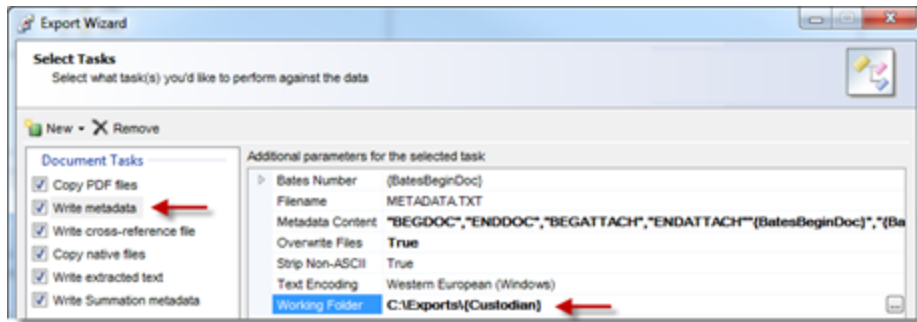 Export Wizard
Select Tasks
Select what task(s) you'd like to perform against the data
New Remove
Document Tasks
Additional parameters for the selected task
Copy PDF files
Write metadata
Write cross-reference file
Copy native files
Write extracted text
Write Summation metadata
Bates Number {BatesBeginDoc}
Filename METADATA.TXT
Metadata Content "BEGDOC","ENDDOC","BEGATTACH","ENDATTACH""{BatesBeginDoc}","{Ba
Overwrite Files True
Strip Non-ASCII True
Text Encoding Western European (Windows)
Working Folder C:\Exports\{Custodian}